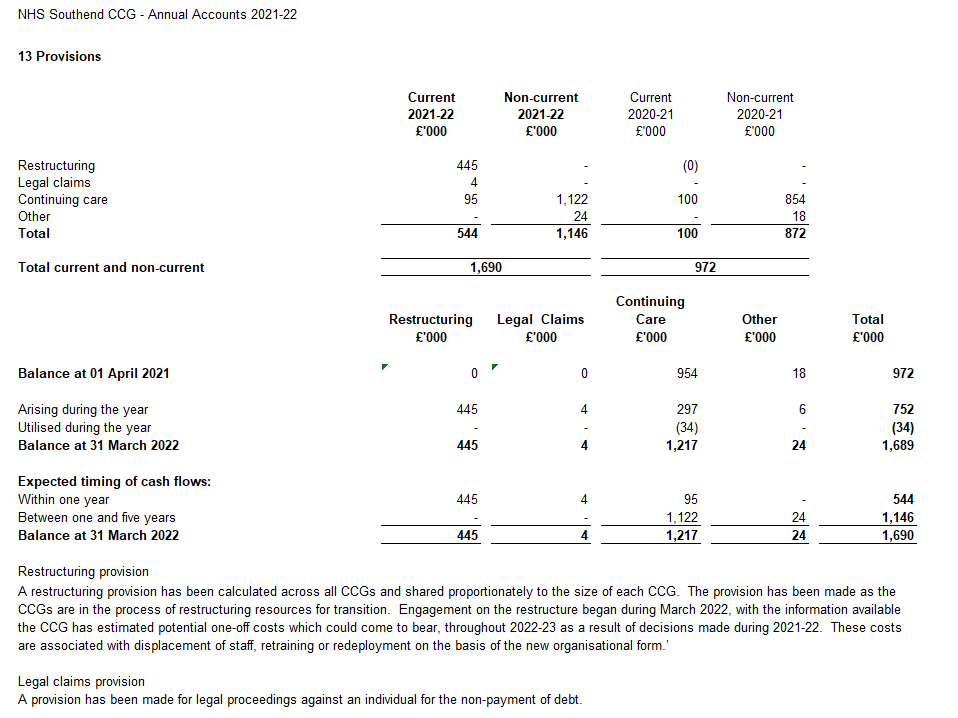 NHS Southend CCG - Annual Accounts 2021-22
13 Provisions
Current Non-current Current Non-current
2021-22 2021-22 2020-21 2020-21
£'000 £'000 £'000 £'000
Restructuring 445 - (0) -
Legal claims 4 - - -
Continuing care 95 1,122 100 854
Other - 24 - 18
Total 544 1,146 100 872
Total current and non-current 1,690 972
Continuing
Restructuring Legal Claims Care Other Total
£'000 £'000 £'000 £'000 £'000
Balance at 01 April 2021 0 0 954 18 972
Arising during the year 445 4 297 6 752
Utilised during the year - - (34) - (34)
Balance at 31 March 2022 445 4 1,217 24 1,689
Expected timing of cash flows:
Within one year 445 4 95 - 544
Between one and five years - - 1,122 24 1,146
Balance at 31 March 2022 445 4 1,217 24 1,690
Restructuring provision
A restructuring provision has been calculated across all CCGs and shared proportionately to the size of each CCG. The provision has been made as the
CCGs are in the process of restructuring resources for transition. Engagement on the restructure began during March 2022, with the information available
the CCG has estimated potential one-off costs which could come to bear, throughout 2022-23 as a result of decisions made during 2021-22. These costs
are associated with displacement of staff, retraining or redeployment on the basis of the new organisational form.'
Legal claims provision
A provision has been made for legal proceedings against an individual for the non-payment of debt.